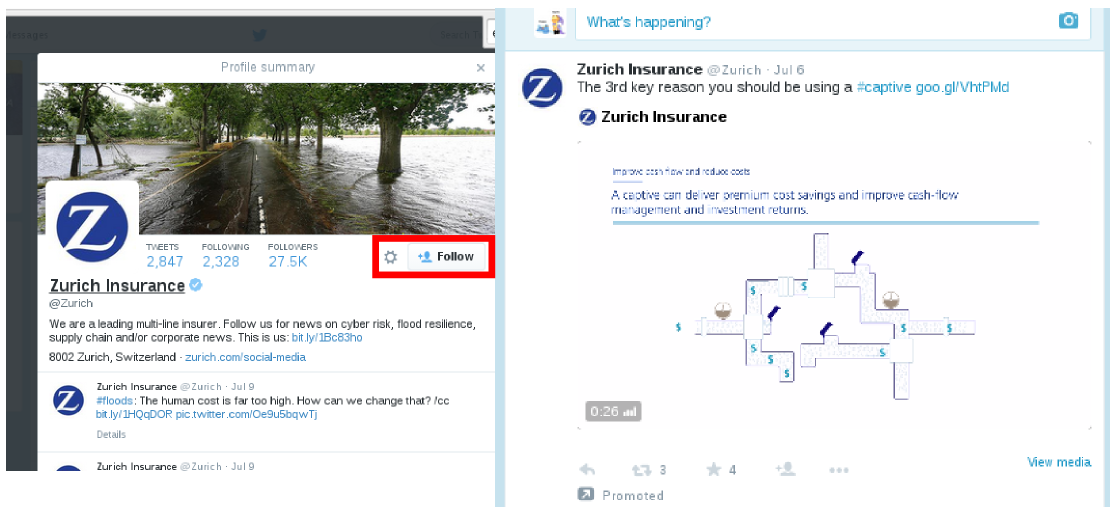 Messages
Search T
Profile summary
×
TWEETS FOLLOWING FOLLOWERS
2,847 2,328 27.5K
Follow
Zurich Insurance
@Zurich
We are a leading multi-line insurer. Follow us for news on cyber risk, flood resilience,
supply chain and/or corporate news. This is us: bit.ly/1Bc83ho
8002 Zurich, Switzerland · zurich.com/social-media
Zurich Insurance @Zurich · Jul 9
#floods: The human cost is far too high. How can we change that? /cc
bit.ly/1HQqDOR pic.twitter.com/Oe9u5bqwTj
Details
Zurich Insurance @Zurich · Jul 9
What's happening?
Zurich Insurance @Zurich · Jul 6
The 3rd key reason you should be using a #captive goo.gl/VhtPMd
Zurich Insurance
Improve cash flow and reduce costs
A captive can deliver premium cost savings and improve cash-flow
management and investment returns.
$ $ $ $ $ $ $ $
0:26
View media
3 4
Promoted